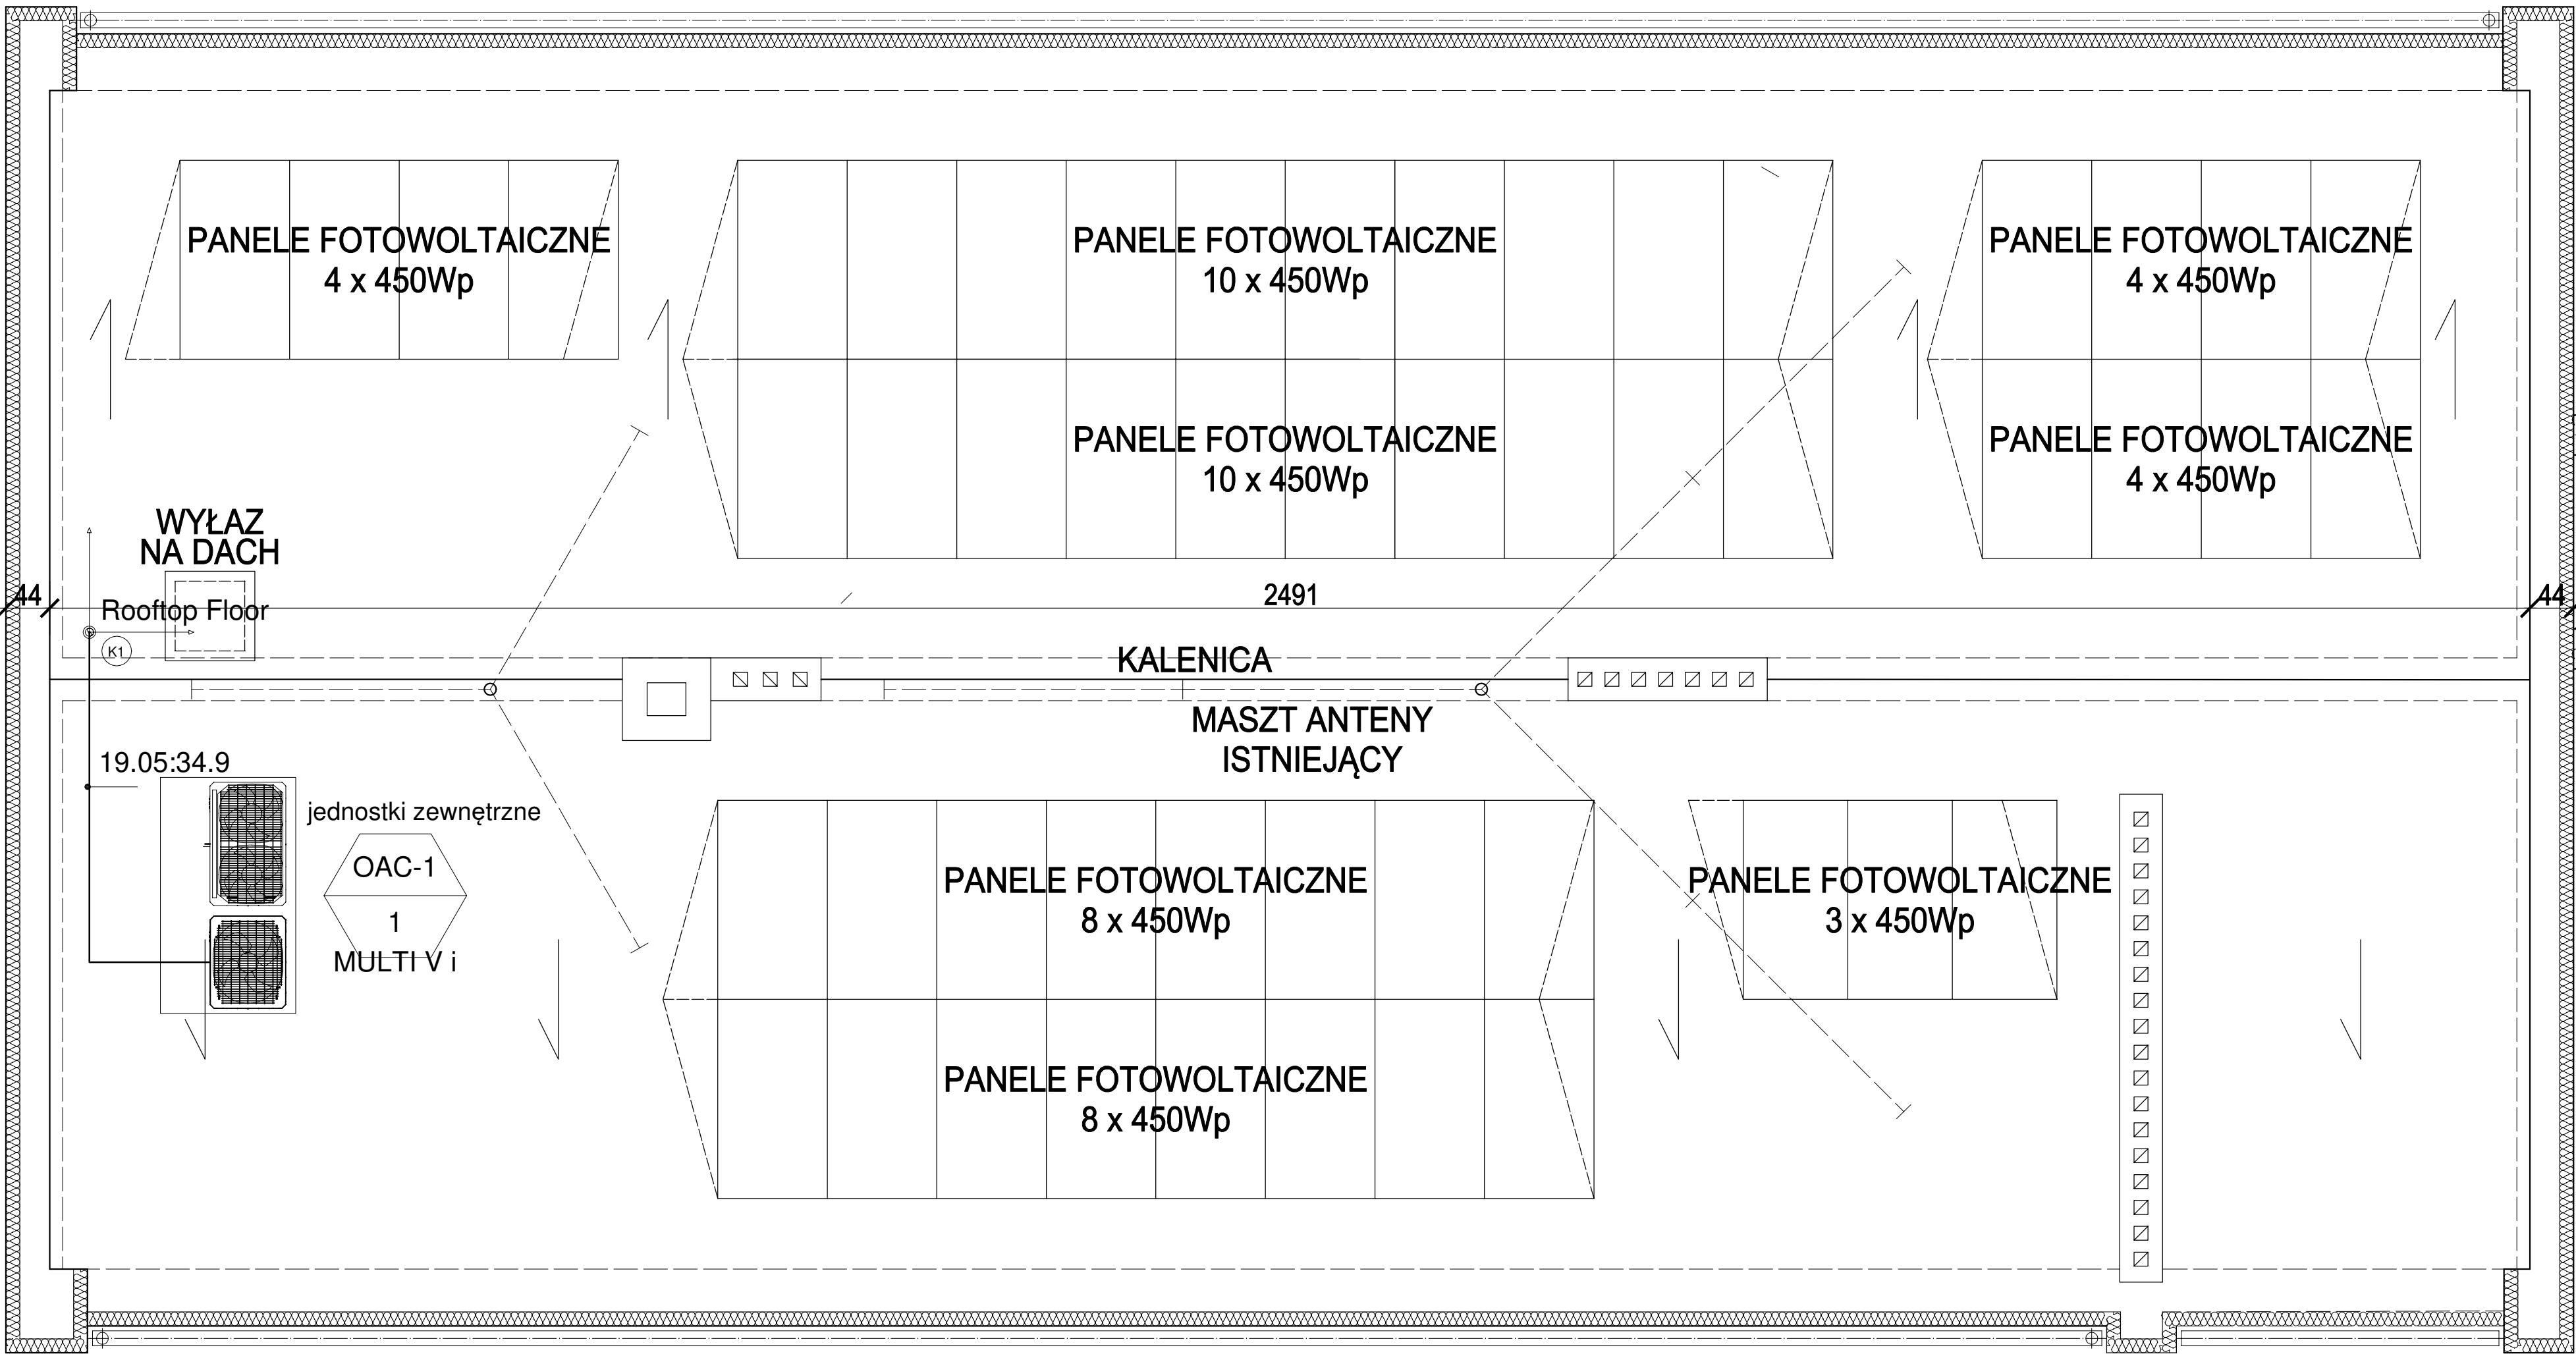 PANELE FOTOWOLTAICZNE
4 x 450Wp
PANELE FOTOWOLTAICZNE
10 x 450Wp
PANELE FOTOWOLTAICZNE
4 x 450Wp
PANELE FOTOWOLTAICZNE
10 x 450Wp
PANELE FOTOWOLTAICZNE
4 x 450Wp
WYŁAZ
NA DACH
44
2491
44
Rooftop Floor
K1
KALENICA
MASZT ANTENY
ISTNIEJĄCY
19.05:34.9
jednostki zewnętrzne
OAC-1
1
MULTI V i
PANELE FOTOWOLTAICZNE
8 x 450Wp
PANELE FOTOWOLTAICZNE
3 x 450Wp
PANELE FOTOWOLTAICZNE
8 x 450Wp